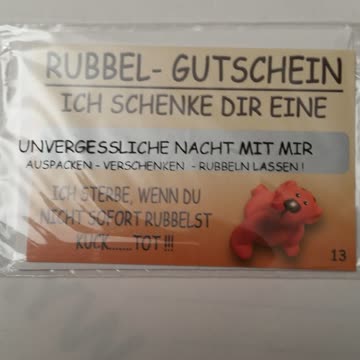 RUBBEL- GUTSCHEIN
ICH SCHENKE DIR EINE
UNVERGESSLICHE NACHT MIT MIR
AUSPACKEN - VERSCHENKEN - RUBBELN LASSEN !
ICH STERBE, WENN DU
NICHT SOFORT RUBBELST
KUCK.......TOT !!!
13